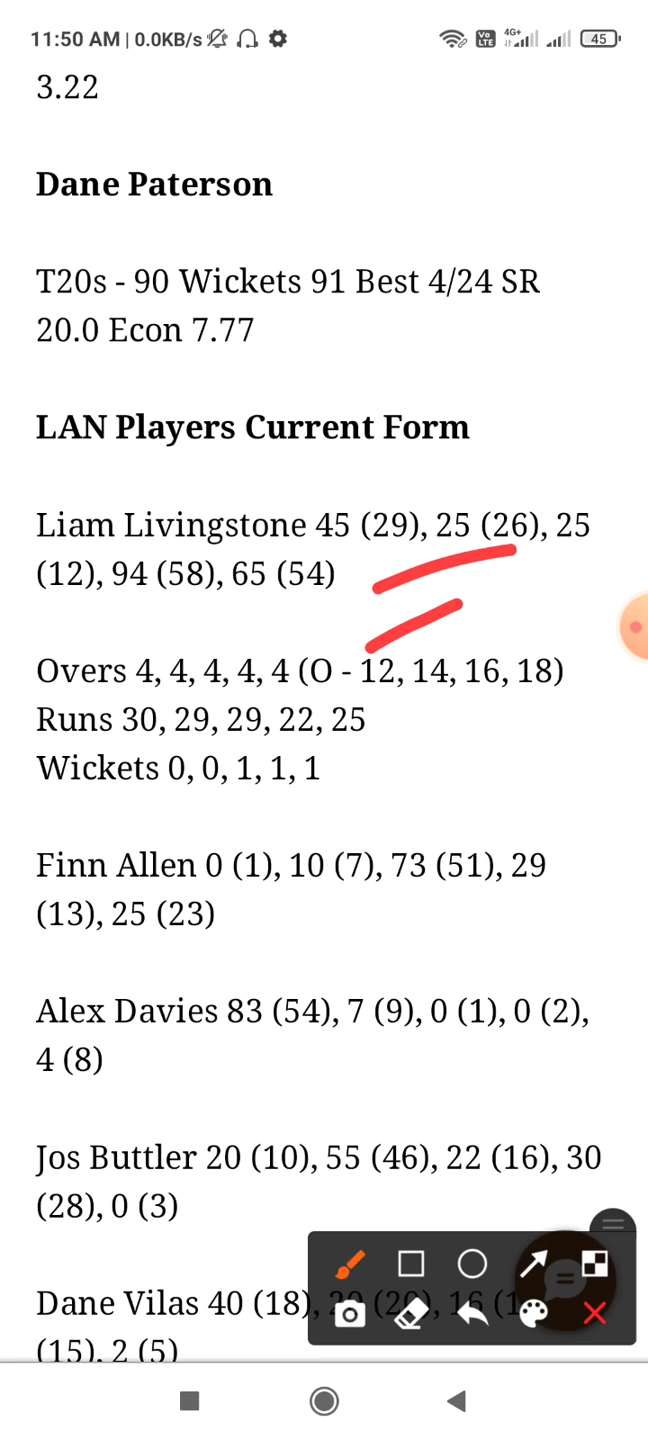 11:50 AM | 0.0KB/s
Vo LTE 4G+ 45
3.22
Dane Paterson
T20s - 90 Wickets 91 Best 4/24 SR
20.0 Econ 7.77
LAN Players Current Form
Liam Livingstone 45 (29), 25 (26), 25
(12), 94 (58), 65 (54)
Overs 4, 4, 4, 4, 4 (O - 12, 14, 16, 18)
Runs 30, 29, 29, 22, 25
Wickets 0, 0, 1, 1, 1
Finn Allen 0 (1), 10 (7), 73 (51), 29
(13), 25 (23)
Alex Davies 83 (54), 7 (9), 0 (1), 0 (2),
4 (8)
Jos Buttler 20 (10), 55 (46), 22 (16), 30
(28), 0 (3)
Dane Vilas 40 (18),
(15), 2 (5)